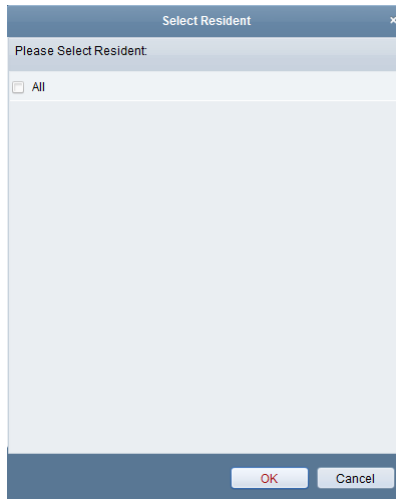 Select Resident ×
Please Select Resident:
All
OK Cancel